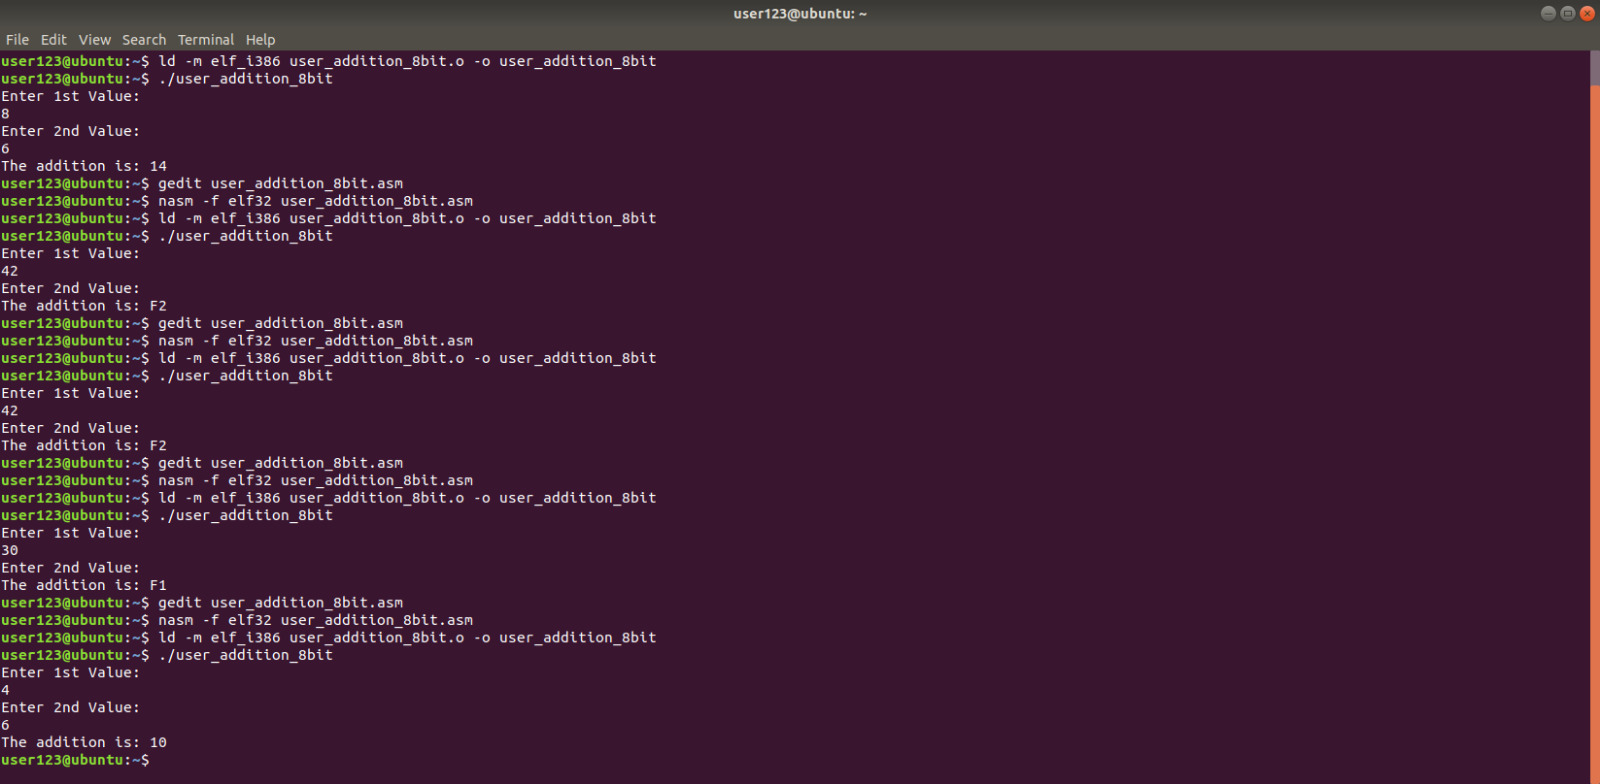 user123@ubuntu: ~
File Edit View Search Terminal Help
user123@ubuntu:~$ ld -m elf_i386 user_addition_8bit.o -o user_addition_8bit
user123@ubuntu:~$ ./user_addition_8bit
Enter 1st Value:
8
Enter 2nd Value:
6
The addition is: 14
user123@ubuntu:~$ gedit user_addition_8bit.asm
user123@ubuntu:~$ nasm -f elf32 user_addition_8bit.asm
user123@ubuntu:~$ ld -m elf_i386 user_addition_8bit.o -o user_addition_8bit
user123@ubuntu:~$ ./user_addition_8bit
Enter 1st Value:
42
Enter 2nd Value:
The addition is: F2
user123@ubuntu:~$ gedit user_addition_8bit.asm
user123@ubuntu:~$ nasm -f elf32 user_addition_8bit.asm
user123@ubuntu:~$ ld -m elf_i386 user_addition_8bit.o -o user_addition_8bit
user123@ubuntu:~$ ./user_addition_8bit
Enter 1st Value:
42
Enter 2nd Value:
The addition is: F2
user123@ubuntu:~$ gedit user_addition_8bit.asm
user123@ubuntu:~$ nasm -f elf32 user_addition_8bit.asm
user123@ubuntu:~$ ld -m elf_i386 user_addition_8bit.o -o user_addition_8bit
user123@ubuntu:~$ ./user_addition_8bit
Enter 1st Value:
30
Enter 2nd Value:
The addition is: F1
user123@ubuntu:~$ gedit user_addition_8bit.asm
user123@ubuntu:~$ nasm -f elf32 user_addition_8bit.asm
user123@ubuntu:~$ ld -m elf_i386 user_addition_8bit.o -o user_addition_8bit
user123@ubuntu:~$ ./user_addition_8bit
Enter 1st Value:
4
Enter 2nd Value:
6
The addition is: 10
user123@ubuntu:~$